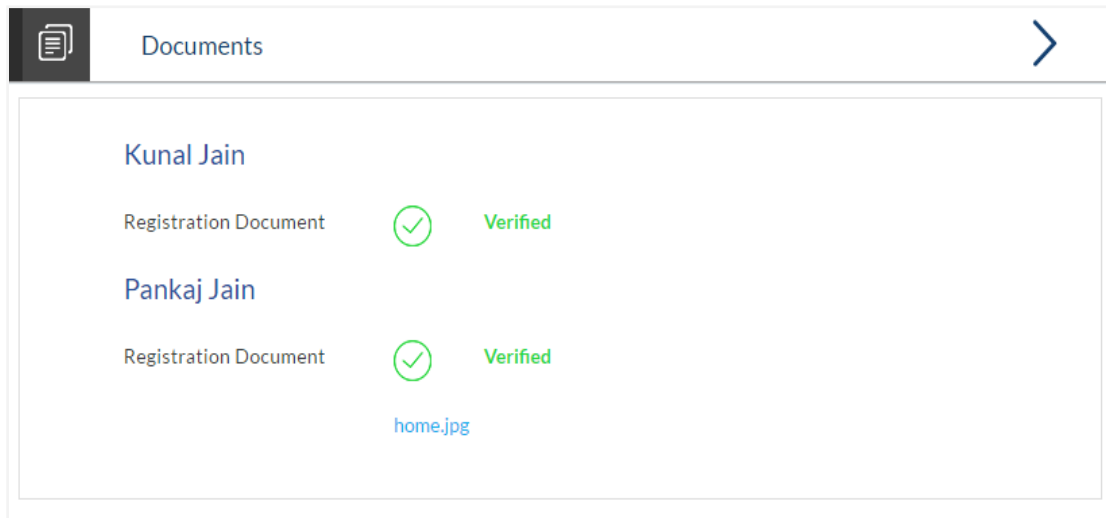 Documents
Kunal Jain
Registration Document Verified
Pankaj Jain
Registration Document Verified
home.jpg